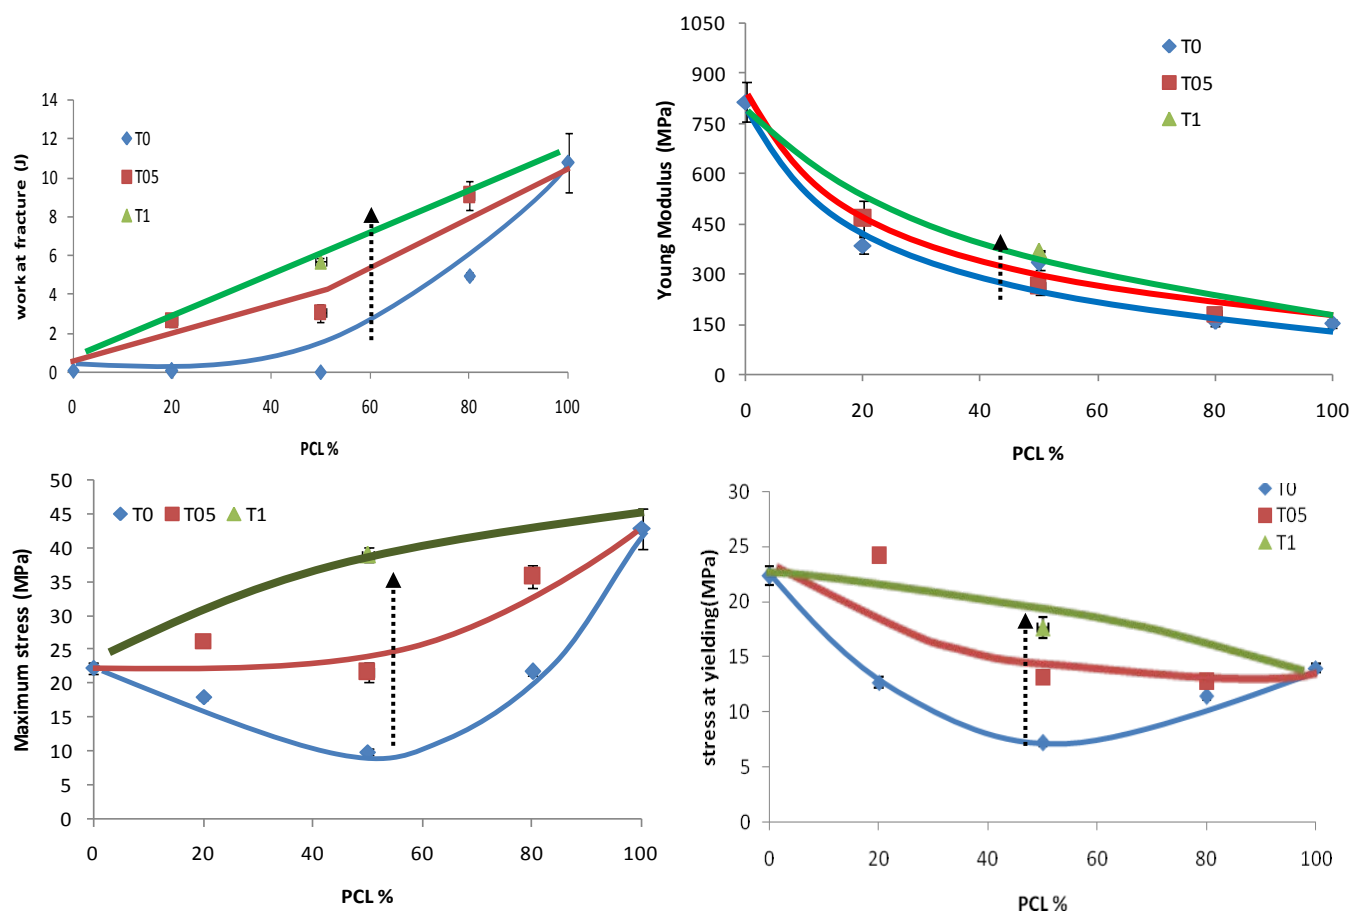 work at fracture (J)
14
12
10
8
6
4
2
0
T0
T05
T1
0 20 40 60 80 100
PCL %
Young Modulus (MPa)
1050
900
750
600
450
300
150
0
T0
T05
T1
0 20 40 60 80 100
PCL %
Maximum stress (MPa)
50
45
40
35
30
25
20
15
10
5
0
T0 T05 T1
0 20 40 60 80 100
PCL %
stress at yielding(MPa)
30
25
20
15
10
5
0
T0
T05
T1
0 20 40 60 80 100
PCL %